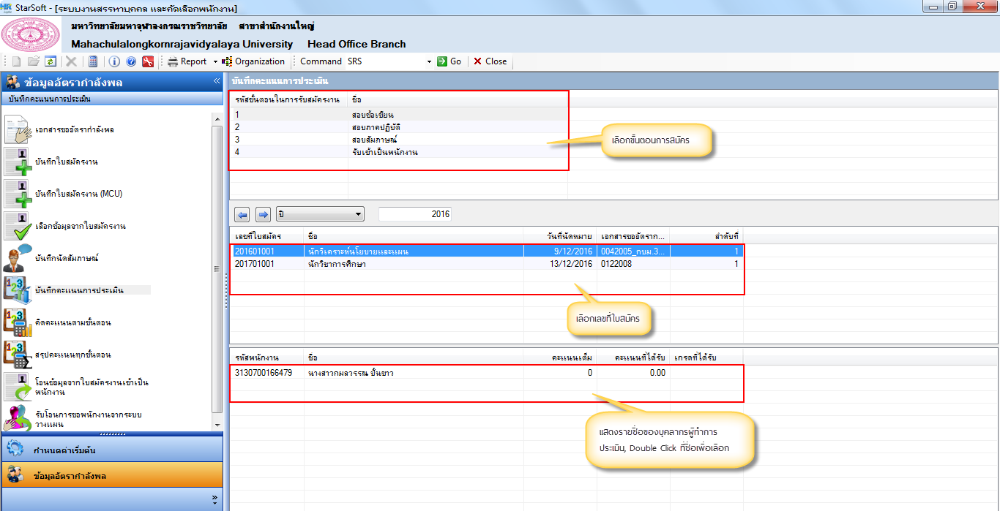 StarSoft - [ระบบงานสรรหาบุคคล และคัดเลือกพนักงาน]
มหาวิทยาลัยมหาจุฬาลงกรณราชวิทยาลัย สาขาสำนักงานใหญ่
Mahachulalongkornrajavidyalaya University Head Office Branch
Report Organization Command SRS Go Close
ข้อมูลอัตรากำลังพล
บันทึกคะแนนการประเมิน
เอกสารขออัตรากำลังพล
บันทึกใบสมัครงาน
บันทึกใบสมัครงาน (MCU)
เลือกข้อมูลจากใบสมัครงาน
บันทึกนัดสัมภาษณ์
บันทึกคะแนนการประเมิน
คิดคะแนนตามขั้นตอน
สรุปคะแนนทุกขั้นตอน
โอนข้อมูลจากใบสมัครงานเข้าเป็น
พนักงาน
รับโอนการขอพนักงานจากระบบ
วางแผน
กำหนดค่าเริ่มต้น
ข้อมูลอัตรากำลังพล
บันทึกคะแนนการประเมิน
รหัสขั้นตอนในการรับสมัครงาน ชื่อ
1 สอบข้อเขียน
2 สอบภาคปฏิบัติ
3 สอบสัมภาษณ์
4 รับเข้าเป็นพนักงาน
เลือกขั้นตอนการสมัคร
ปี 2016
เลขที่ใบสมัคร ชื่อ วันที่นัดหมาย เอกสารขออัตราก... ลำดับที่
201601001 นักวิเคราะห์นโยบายและแผน 9/12/2016 0042005_กบม.3... 1
201701001 นักวิชาการศึกษา 13/12/2016 0122008 1
เลือกเลขที่ใบสมัคร
รหัสพนักงาน ชื่อ คะแนนเต็ม คะแนนที่ได้รับ เกรดที่ได้รับ
3130700166479 นางสาวกมลวรรณ ปั้นขาว 0 0.00
แสดงรายชื่อของบุคลากรผู้ทำการ
ประเมิน, Double Click ที่ชื่อเพื่อเลือก